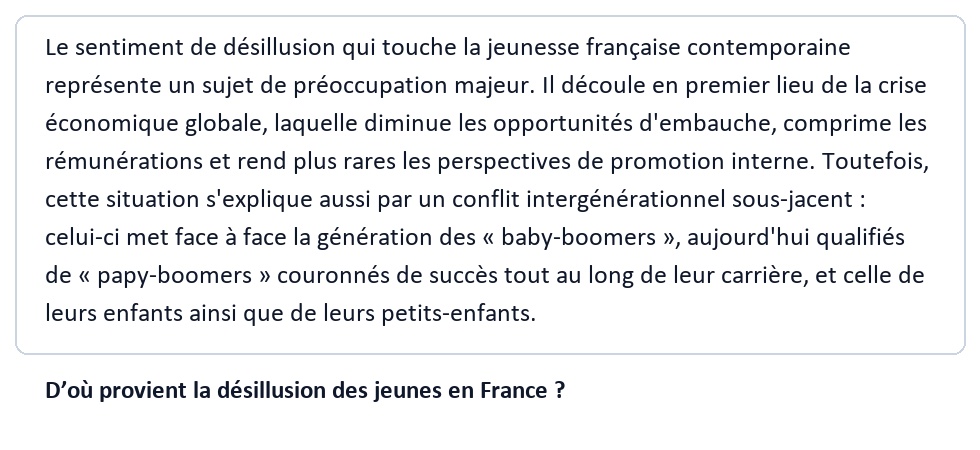 Le sentiment de désillusion qui touche la jeunesse française contemporaine
représente un sujet de préoccupation majeur. Il découle en premier lieu de la crise
économique globale, laquelle diminue les opportunités d'embauche, comprime les
rémunérations et rend plus rares les perspectives de promotion interne. Toutefois,
cette situation s'explique aussi par un conflit intergénérationnel sous-jacent :
celui-ci met face à face la génération des « baby-boomers », aujourd'hui qualifiés
de « papy-boomers » couronnés de succès tout au long de leur carrière, et celle de
leurs enfants ainsi que de leurs petits-enfants.
D’où provient la désillusion des jeunes en France ?